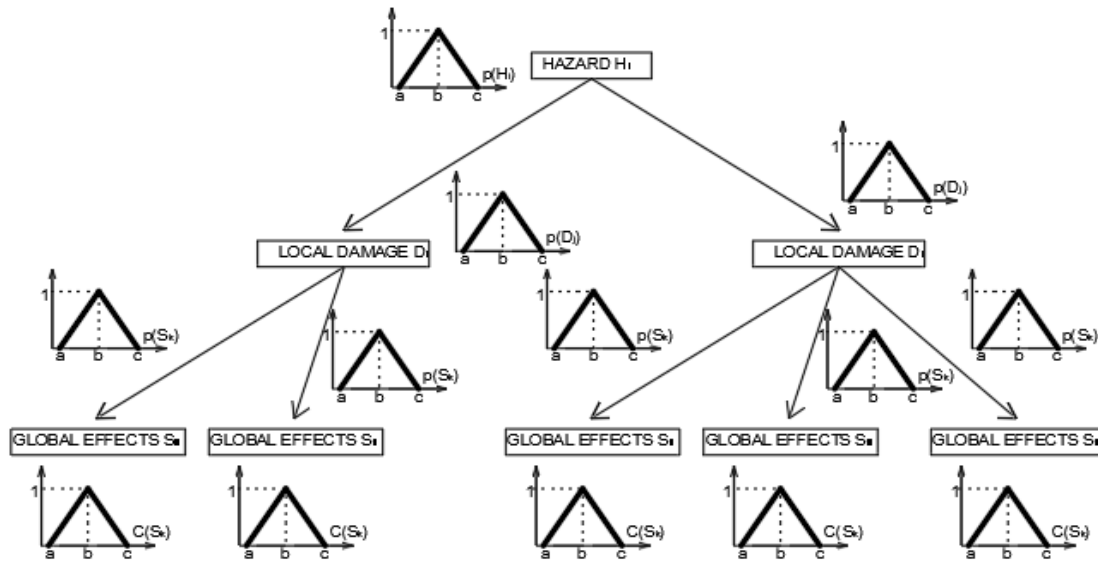 1
p(Hi)
a b c
HAZARD Hi
1
p(Dj)
a b c
1
p(Dj)
a b c
LOCAL DAMAGE D
LOCAL DAMAGE D
1
p(Sk)
a b c
1
p(Sk)
a b c
1
p(Sk)
a b c
1
p(Sk)
a b c
1
p(Sk)
a b c
GLOBAL EFFECTS S
GLOBAL EFFECTS S
GLOBAL EFFECTS S
GLOBAL EFFECTS S
GLOBAL EFFECTS S
1
C(Sk)
a b c
1
C(Sk)
a b c
1
C(Sk)
a b c
1
C(Sk)
a b c
1
C(Sk)
a b c